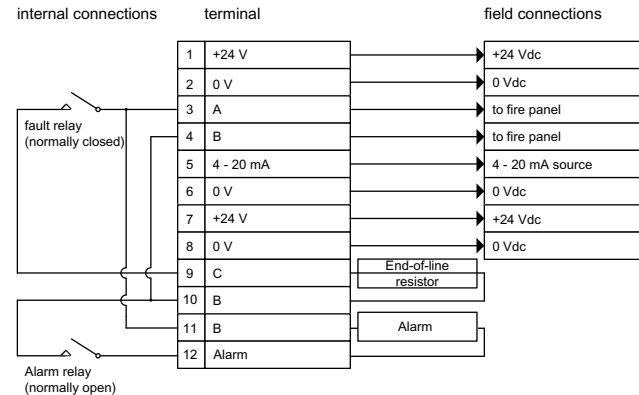 internal connections terminal field connections
1 +24 V +24 Vdc
2 0 V 0 Vdc
3 A to fire panel
fault relay
(normally closed)
4 B to fire panel
5 4 - 20 mA 4 - 20 mA source
6 0 V 0 Vdc
7 +24 V +24 Vdc
8 0 V 0 Vdc
9 C End-of-line
resistor
10 B
11 B Alarm
12 Alarm
Alarm relay
(normally open)